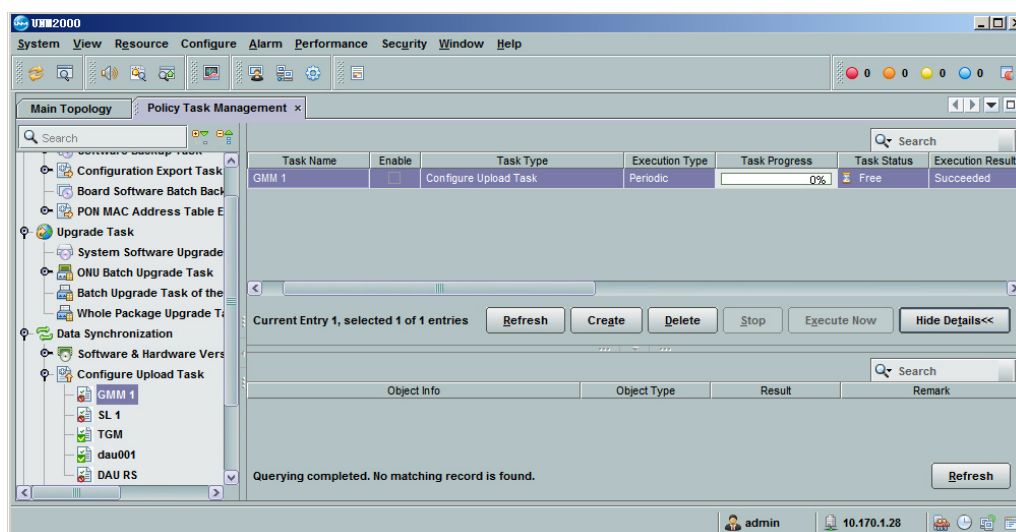 UNM2000
System View Resource Configure Alarm Performance Security Window Help
0 0 0 0
Main Topology Policy Task Management ×
Search
Configuration Export Task
Board Software Batch Back
PON MAC Address Table E
Upgrade Task
System Software Upgrade
ONU Batch Upgrade Task
Batch Upgrade Task of the
Whole Package Upgrade Ta
Data Synchronization
Software & Hardware Vers
Configure Upload Task
GMM 1
SL 1
TGM
dau001
DAU RS
Search
Task Name Enable Task Type Execution Type Task Progress Task Status Execution Result
GMM 1 Configure Upload Task Periodic 0% Free Succeeded
Current Entry 1, selected 1 of 1 entries Refresh Create Delete Stop Execute Now Hide Details<<
Search
Object Info Object Type Result Remark
Querying completed. No matching record is found. Refresh
admin 10.170.1.28